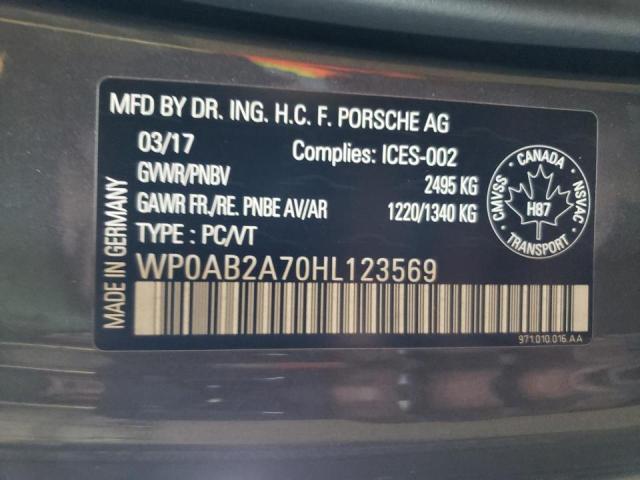 MFD BY DR. ING. H.C. F. PORSCHE AG
03/17 Complies: ICES-002
GVWR/PNBV 2495 KG
GAWR FR./RE. PNBE AV/AR 1220/1340 KG
TYPE : PC/VT
WP0AB2A70HL123569
MADE IN GERMANY
CANADA
CMVSS
NSVAC
H87
TRANSPORT
971.010.016.AA